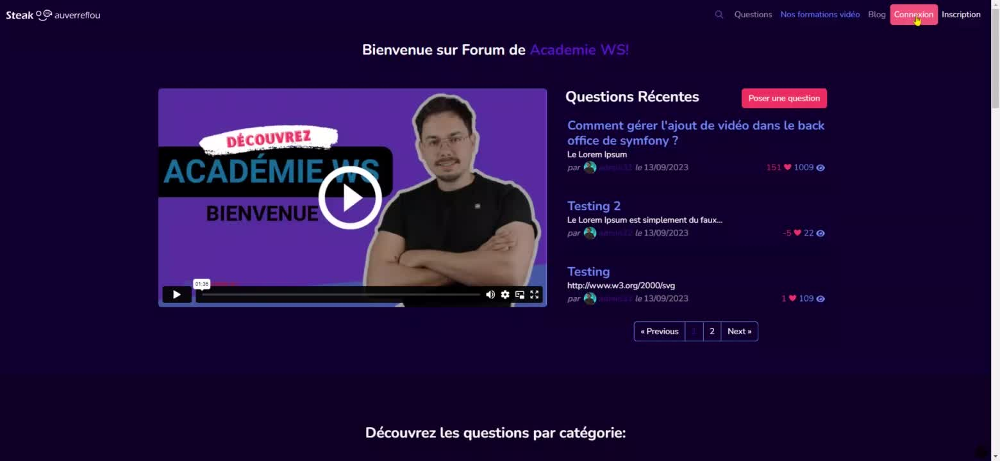 Steak auverreflou
Questions Nos formations vidéo Blog Connexion Inscription
Bienvenue sur Forum de Academie WS!
DÉCOUVREZ
ACADÉMIE WS
BIENVENUE
01:36
Questions Récentes
Poser une question
Comment gérer l'ajout de vidéo dans le back
office de symfony ?
Le Lorem Ipsum
par le 13/09/2023 151 1009
Testing 2
Le Lorem Ipsum est simplement du faux...
par le 13/09/2023 -5 22
Testing
http://www.w3.org/2000/svg
par le 13/09/2023 1 109
« Previous 1 2 Next »
Découvrez les questions par catégorie: